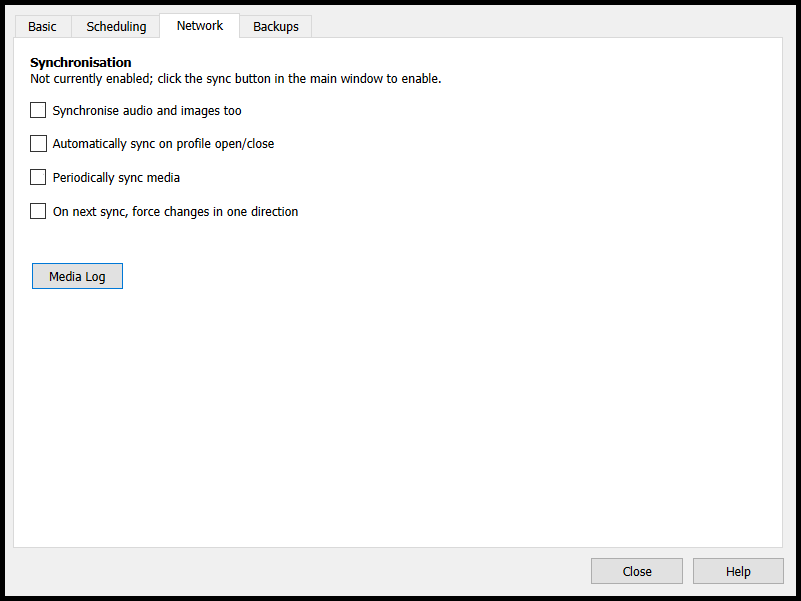 Basic Scheduling Network Backups
Synchronisation
Not currently enabled; click the sync button in the main window to enable.
Synchronise audio and images too
Automatically sync on profile open/close
Periodically sync media
On next sync, force changes in one direction
Media Log
Close Help